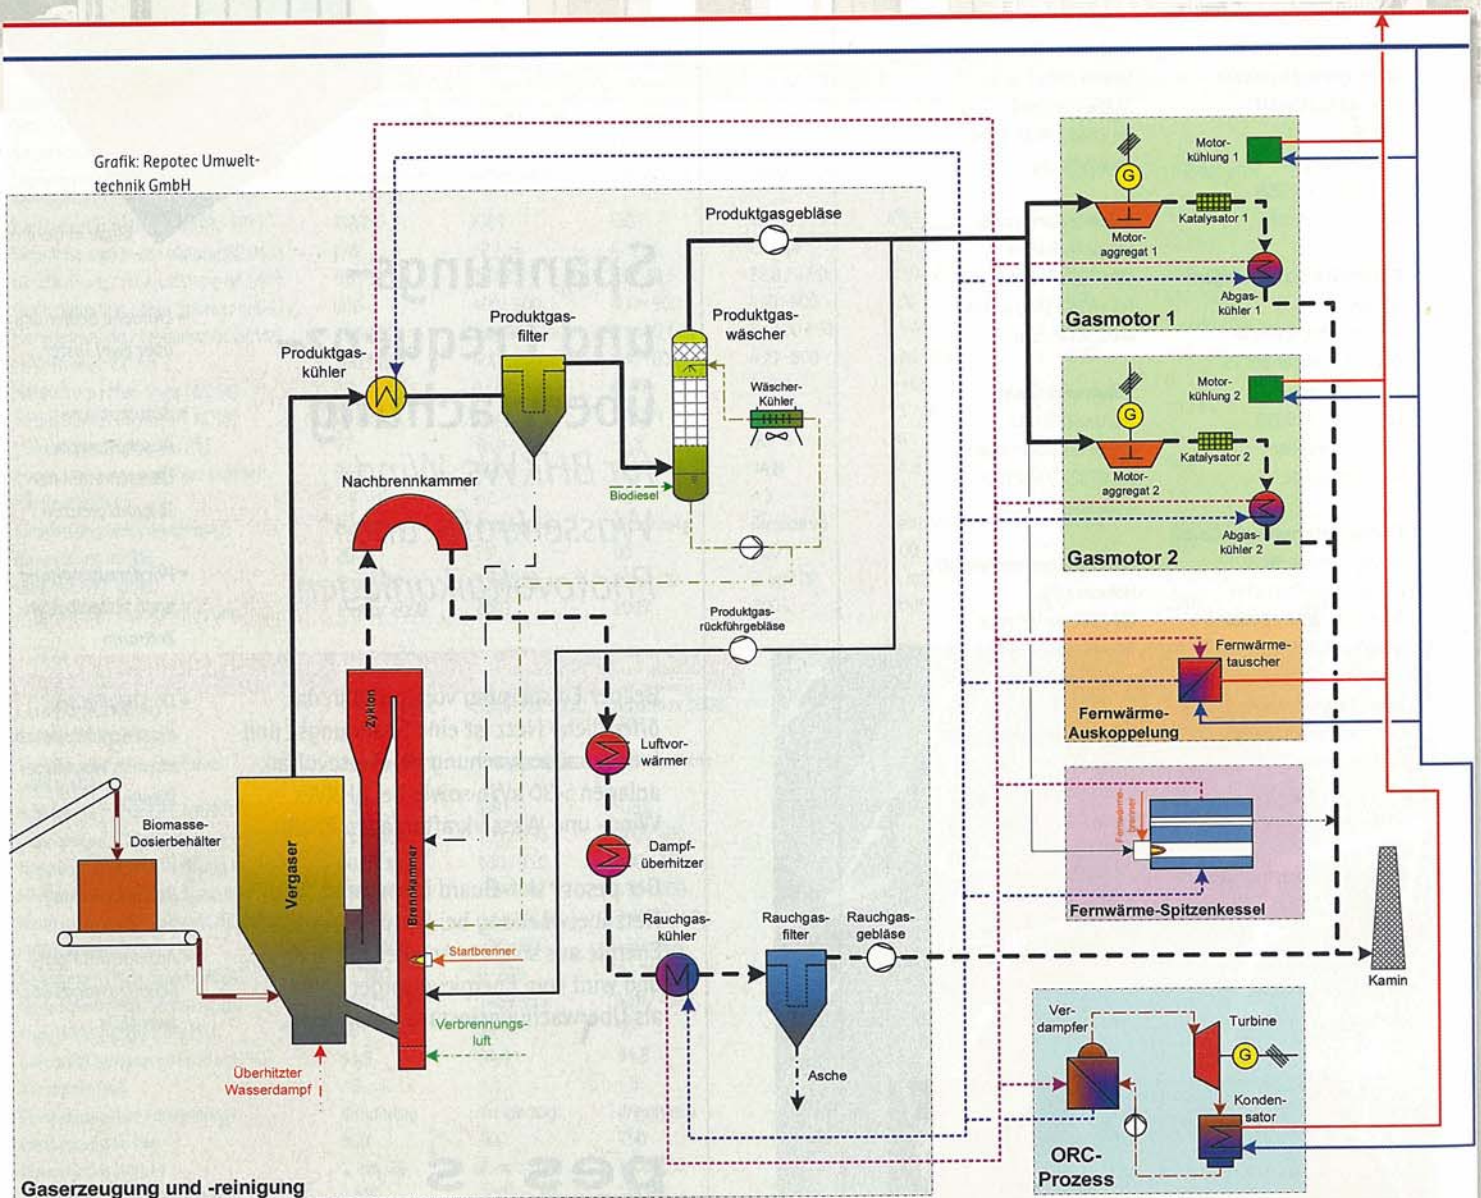 Grafik: Repotec Umwelt-
technik GmbH
Produktgasgebläse
Produktgas-
filter
Produktgas-
wäscher
Produktgas-
kühler
Wäscher-
Kühler
Biodiesel
Nachbrennkammer
Produktgas-
rückführgebläse
Zyklon
Luftvor-
wärmer
Biomasse-
Dosierbehälter
Vergaser
Brennkammer
Dampf-
überhitzer
Startbrenner
Rauchgas-
kühler
Rauchgas-
filter
Rauchgas-
gebläse
Verbrennungs-
luft
Überhitzter
Wasserdampf
Asche
Gaserzeugung und -reinigung
Motor-
kühlung 1
G
Katalysator 1
Motor-
aggregat 1
Abgas-
kühler 1
Gasmotor 1
Motor-
kühlung 2
G
Katalysator 2
Motor-
aggregat 2
Abgas-
kühler 2
Gasmotor 2
Fernwärme-
tauscher
Fernwärme-
Auskoppelung
Fernwärme-
brenner
Fernwärme-Spitzenkessel
Kamin
Ver-
dampfer
Turbine
G
Konden-
sator
ORC-
Prozess